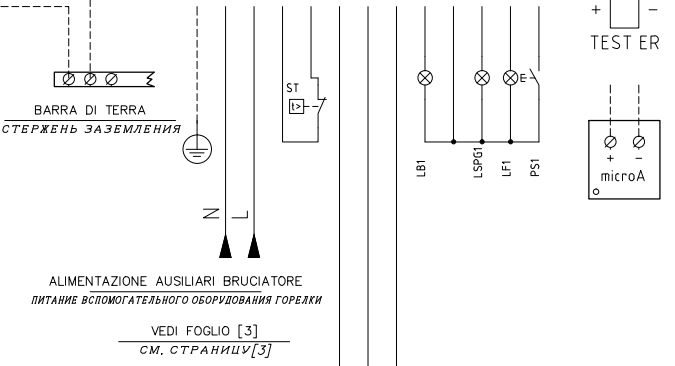 + −
TEST ER
ST
t>
E
BARRA DI TERRA
СТЕРЖЕНЬ ЗАЗЕМЛЕНИЯ
LB1
LSPG1
LF1
PS1
+ −
microA
N
L
ALIMENTAZIONE AUSILIARI BRUCIATORE
ПИТАНИЕ ВСПОМОГАТЕЛЬНОГО ОБОРУДОВАНИЯ ГОРЕЛКИ
VEDI FOGLIO [3]
СМ. СТРАНИЦУ[3]